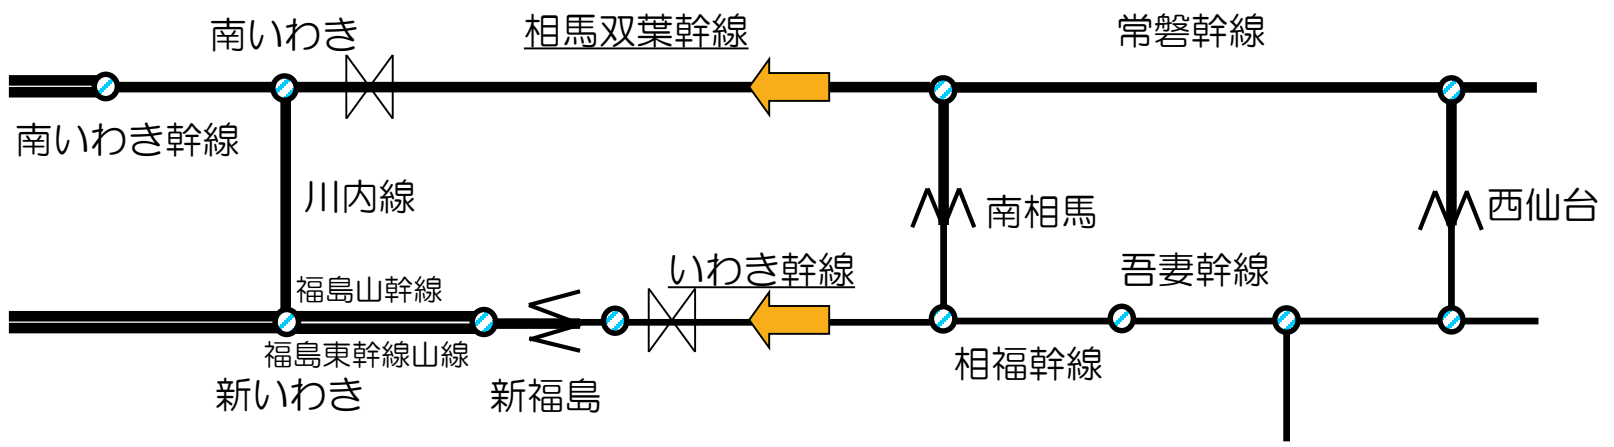 南いわき
相馬双葉幹線
常磐幹線
南いわき幹線
川内線
南相馬
西仙台
福島山幹線
いわき幹線
吾妻幹線
福島東幹線山線
相福幹線
新いわき
新福島